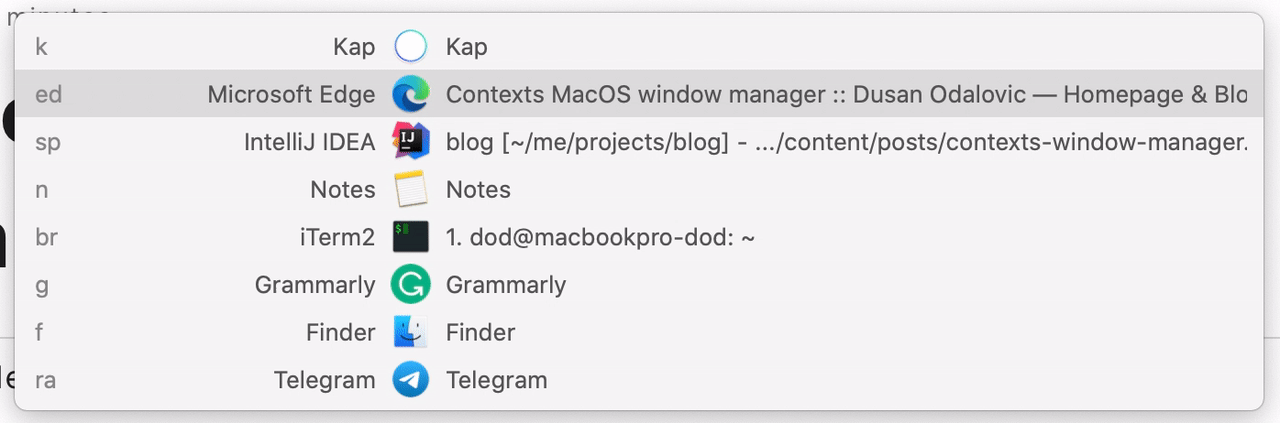 k Kap Kap
ed Microsoft Edge Contexts MacOS window manager :: Dusan Odalovic — Homepage & Blo
sp IntelliJ IDEA IJ blog [~/me/projects/blog] - .../content/posts/contexts-window-manager.
n Notes Notes
br iTerm2 $ 1. dod@macbookpro-dod: ~
g Grammarly G Grammarly
f Finder Finder
ra Telegram Telegram